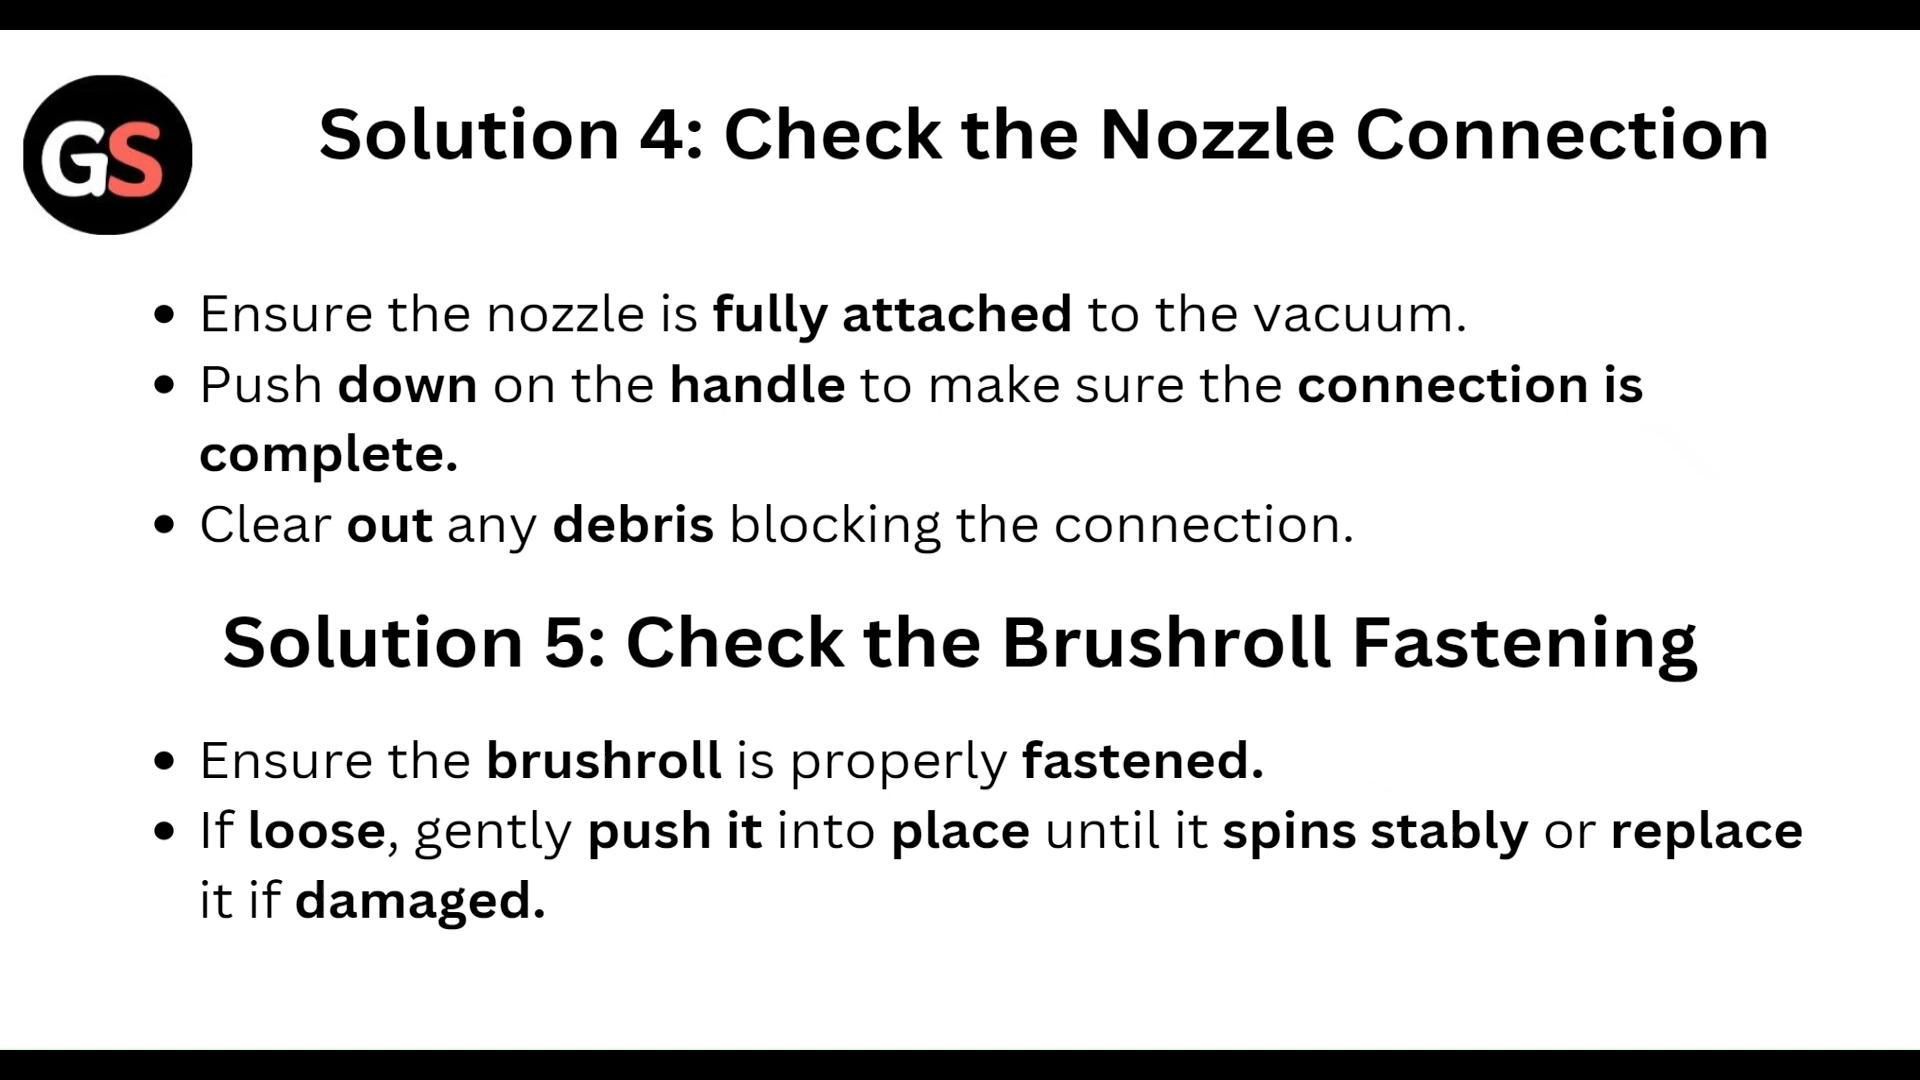 GS
Solution 4: Check the Nozzle Connection
• Ensure the nozzle is fully attached to the vacuum.
• Push down on the handle to make sure the connection is
complete.
• Clear out any debris blocking the connection.
Solution 5: Check the Brushroll Fastening
• Ensure the brushroll is properly fastened.
• If loose, gently push it into place until it spins stably or replace
it if damaged.